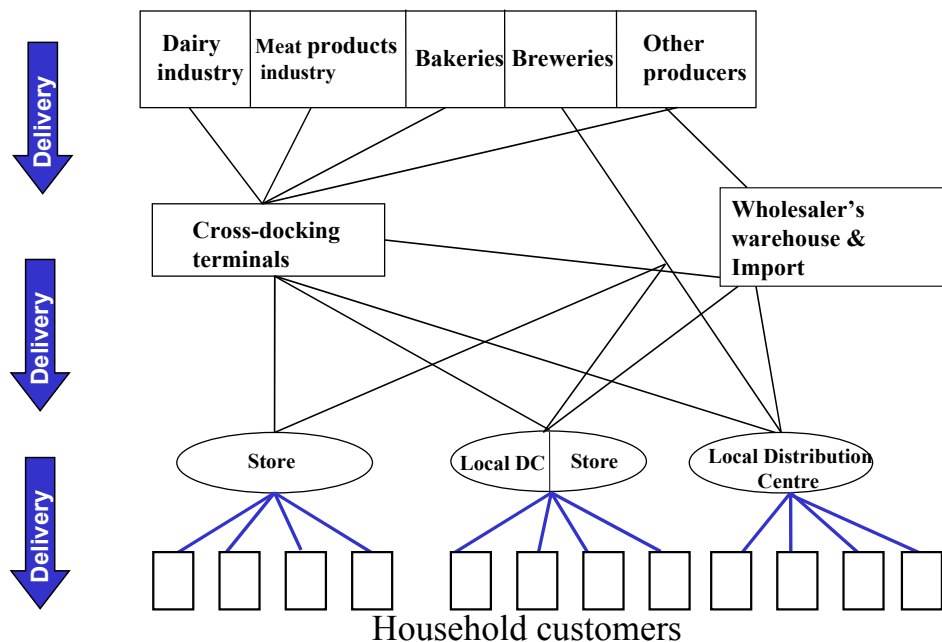 Delivery
Dairy
industry
Meat products
industry
Bakeries
Breweries
Other
producers
Cross-docking
terminals
Wholesaler's
warehouse &
Import
Delivery
Store
Local DC
Store
Local Distribution
Centre
Delivery
Household customers